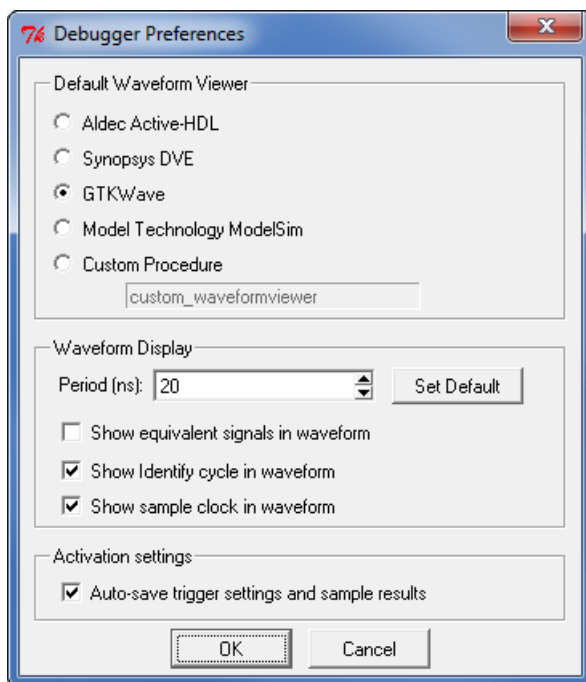 Debugger Preferences
Default Waveform Viewer
Aldec Active-HDL
Synopsys DVE
GTKWave
Model Technology ModelSim
Custom Procedure
custom_waveformviewer
Waveform Display
Period (ns): 20 Set Default
Show equivalent signals in waveform
Show Identify cycle in waveform
Show sample clock in waveform
Activation settings
Auto-save trigger settings and sample results
OK Cancel